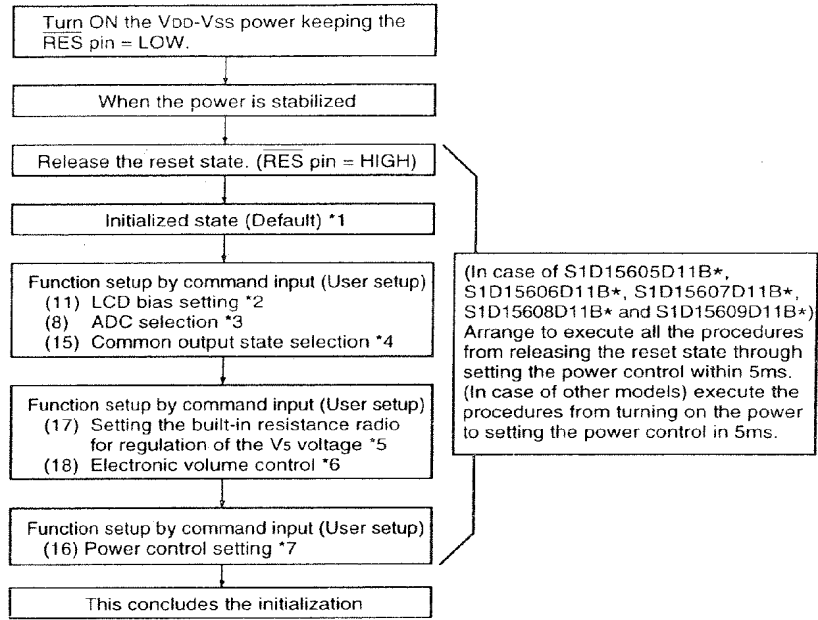 Turn ON the VDD-VSS power keeping the
RES pin = LOW.
When the power is stabilized
Release the reset state. (RES pin = HIGH)
Initialized state (Default) *1
Function setup by command input (User setup)
(11) LCD bias setting *2
(8) ADC selection *3
(15) Common output state selection *4
Function setup by command input (User setup)
(17) Setting the built-in resistance radio
for regulation of the V5 voltage *5
(18) Electronic volume control *6
Function setup by command input (User setup)
(16) Power control setting *7
This concludes the initialization
(In case of S1D15605D11B*,
S1D15606D11B*, S1D15607D11B*,
S1D15608D11B* and S1D15609D11B*)
Arrange to execute all the procedures
from releasing the reset state through
setting the power control within 5ms.
(In case of other models) execute the
procedures from turning on the power
to setting the power control in 5ms.